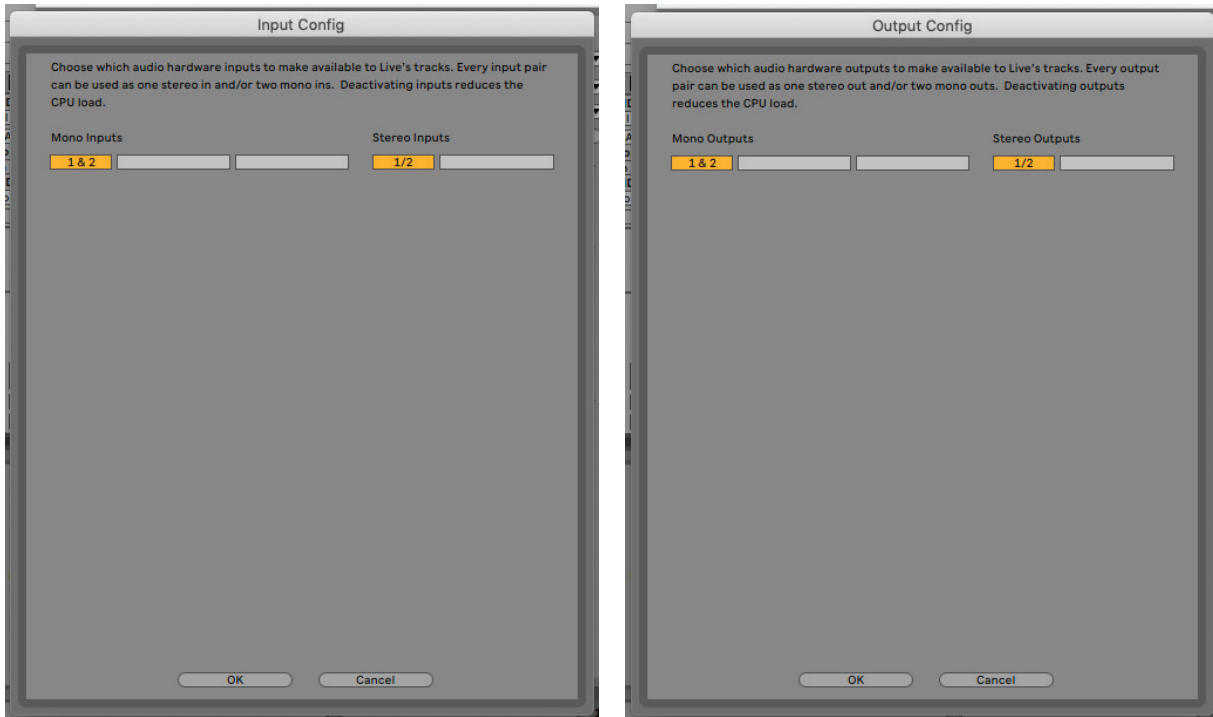 Input Config
Choose which audio hardware inputs to make available to Live's tracks. Every input pair
can be used as one stereo in and/or two mono ins. Deactivating inputs reduces the
CPU load.
Mono Inputs
Stereo Inputs
1 & 2
1/2
OK
Cancel
Output Config
Choose which audio hardware outputs to make available to Live's tracks. Every output
pair can be used as one stereo out and/or two mono outs. Deactivating outputs
reduces the CPU load.
Mono Outputs
Stereo Outputs
1 & 2
1/2
OK
Cancel